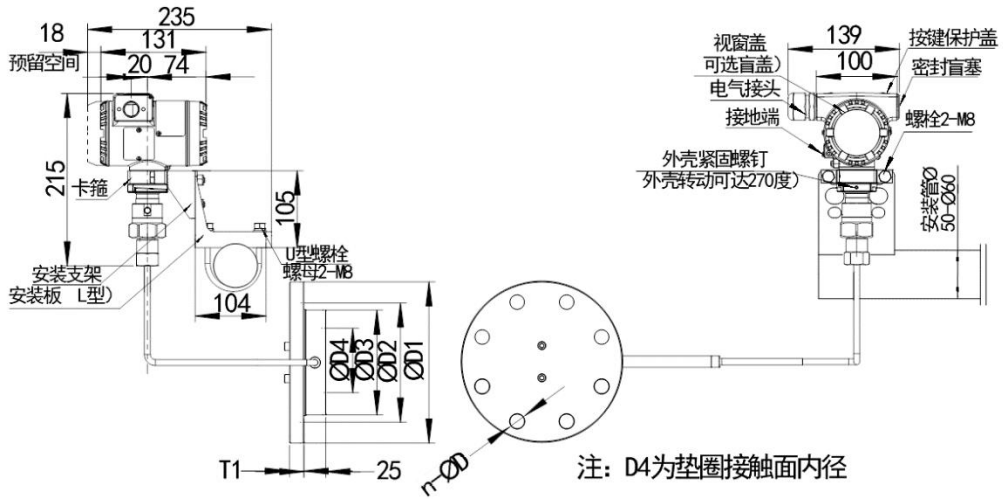 235
18
131
预留空间
20
74
215
卡箍
105
安装支架
安装板 L型）
U型螺栓
螺母2-M8
104
ØD4
ØD3
ØD2
ØD1
T1
25
139
100
视窗盖
可选盲盖）
电气接头
接地端
按键保护盖
密封盲塞
螺栓2-M8
外壳紧固螺钉
外壳转动可达270度）
安装管Ø
50-Ø60
n-ØD
注：D4为垫圈接触面内径